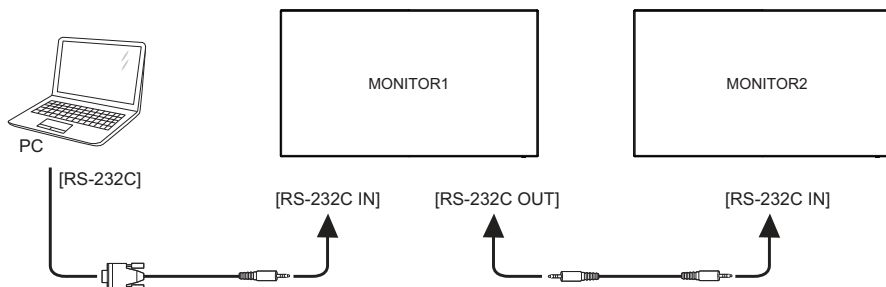 MONITOR1
MONITOR2
PC
[RS-232C]
[RS-232C IN]
[RS-232C OUT]
[RS-232C IN]